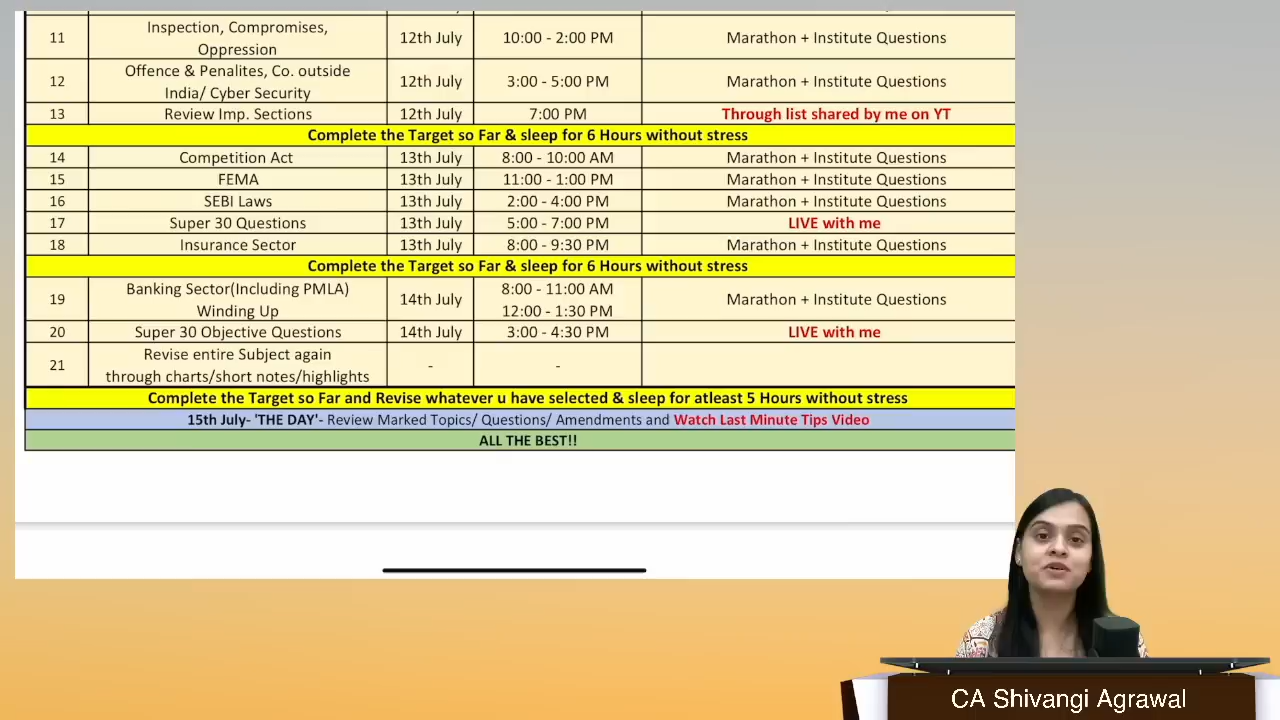 11 Inspection, Compromises, Oppression 12th July 10:00 - 2:00 PM Marathon + Institute Questions
12 Offence & Penalites, Co. outside India/ Cyber Security 12th July 3:00 - 5:00 PM Marathon + Institute Questions
13 Review Imp. Sections 12th July 7:00 PM Through list shared by me on YT
Complete the Target so Far & sleep for 6 Hours without stress
14 Competition Act 13th July 8:00 - 10:00 AM Marathon + Institute Questions
15 FEMA 13th July 11:00 - 1:00 PM Marathon + Institute Questions
16 SEBI Laws 13th July 2:00 - 4:00 PM Marathon + Institute Questions
17 Super 30 Questions 13th July 5:00 - 7:00 PM LIVE with me
18 Insurance Sector 13th July 8:00 - 9:30 PM Marathon + Institute Questions
Complete the Target so Far & sleep for 6 Hours without stress
19 Banking Sector(Including PMLA) Winding Up 14th July 8:00 - 11:00 AM 12:00 - 1:30 PM Marathon + Institute Questions
20 Super 30 Objective Questions 14th July 3:00 - 4:30 PM LIVE with me
21 Revise entire Subject again through charts/short notes/highlights - -
Complete the Target so Far and Revise whatever u have selected & sleep for atleast 5 Hours without stress
15th July- 'THE DAY'- Review Marked Topics/ Questions/ Amendments and Watch Last Minute Tips Video
ALL THE BEST!!
CA Shivangi Agrawal